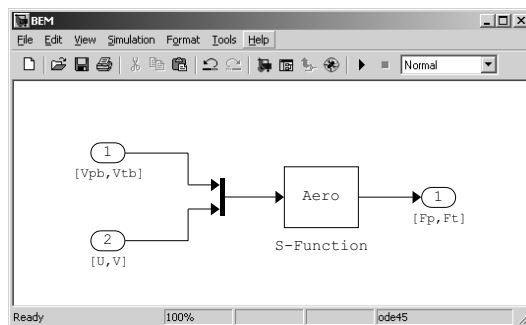 BEM
File Edit View Simulation Format Tools Help
Normal
1
[Vpb,Vtb]
2
[U,V]
Aero
S-Function
1
[Fp,Ft]
Ready 100% ode45